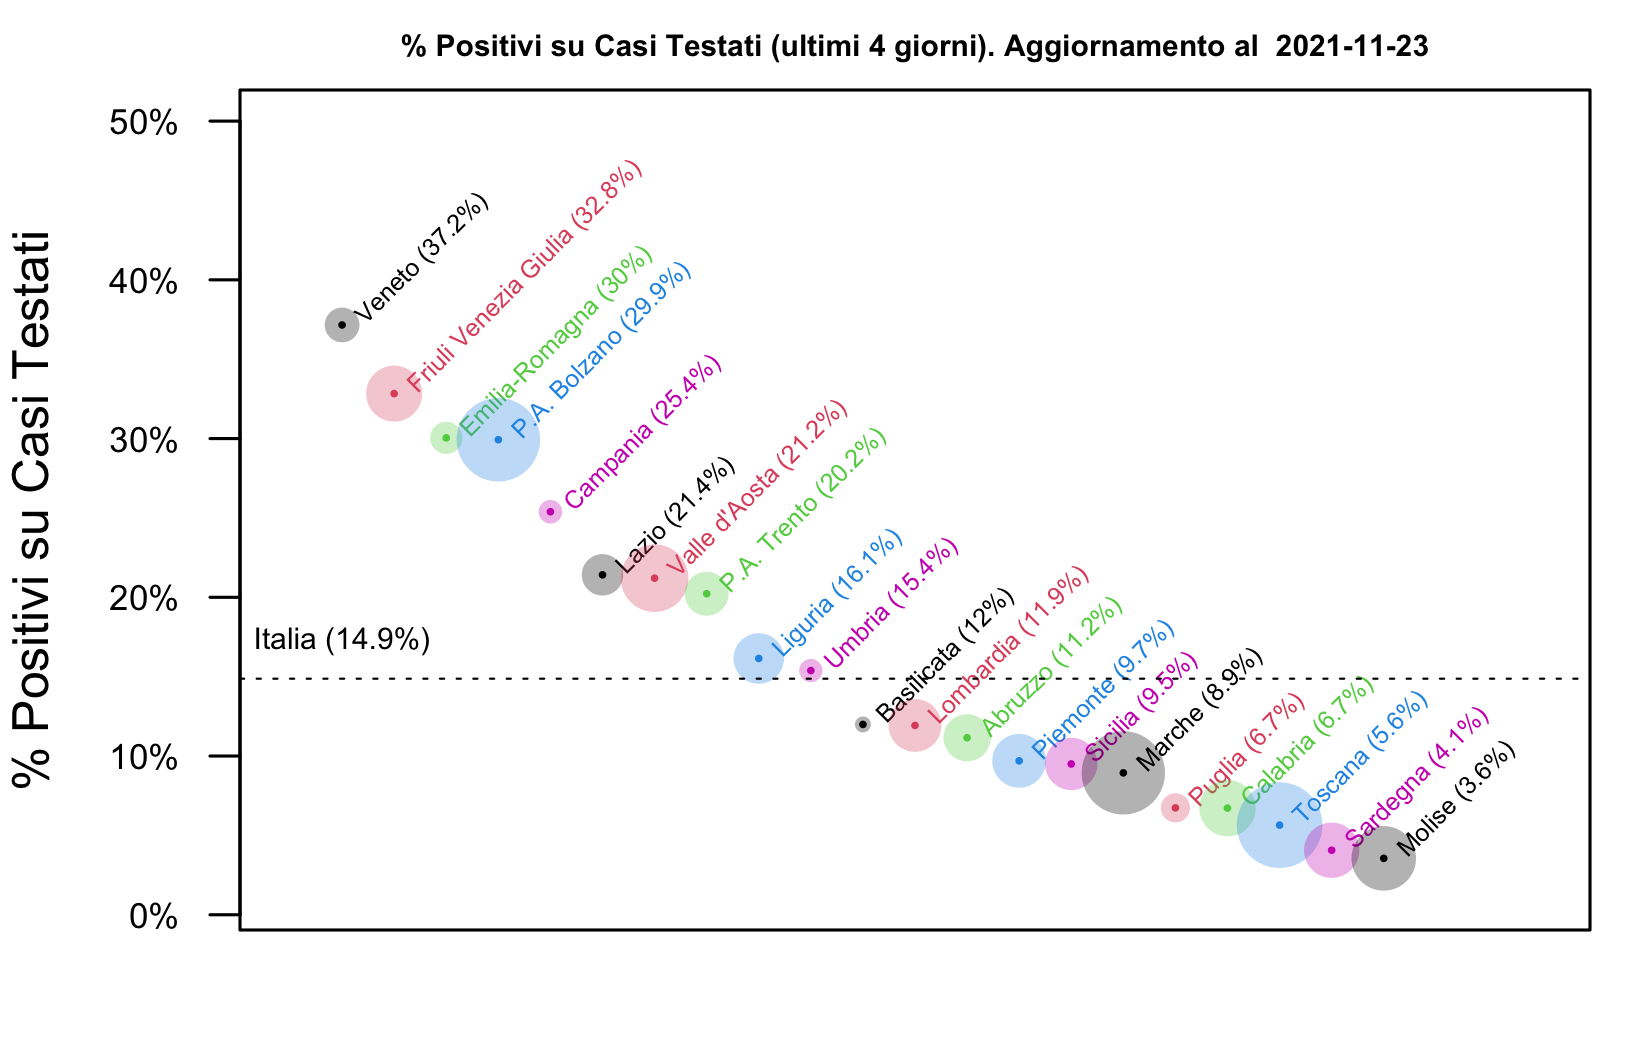 % Positivi su Casi Testati (ultimi 4 giorni). Aggiornamento al  2021-11-23
% Positivi su Casi Testati
50%
40%
30%
20%
10%
0%
Italia (14.9%)
Veneto (37.2%)
Friuli Venezia Giulia (32.8%)
Emilia-Romagna (30%)
P.A. Bolzano (29.9%)
Campania (25.4%)
Lazio (21.4%)
Valle d'Aosta (21.2%)
P.A. Trento (20.2%)
Liguria (16.1%)
Umbria (15.4%)
Basilicata (12%)
Lombardia (11.9%)
Abruzzo (11.2%)
Piemonte (9.7%)
Sicilia (9.5%)
Marche (8.9%)
Puglia (6.7%)
Calabria (6.7%)
Toscana (5.6%)
Sardegna (4.1%)
Molise (3.6%)